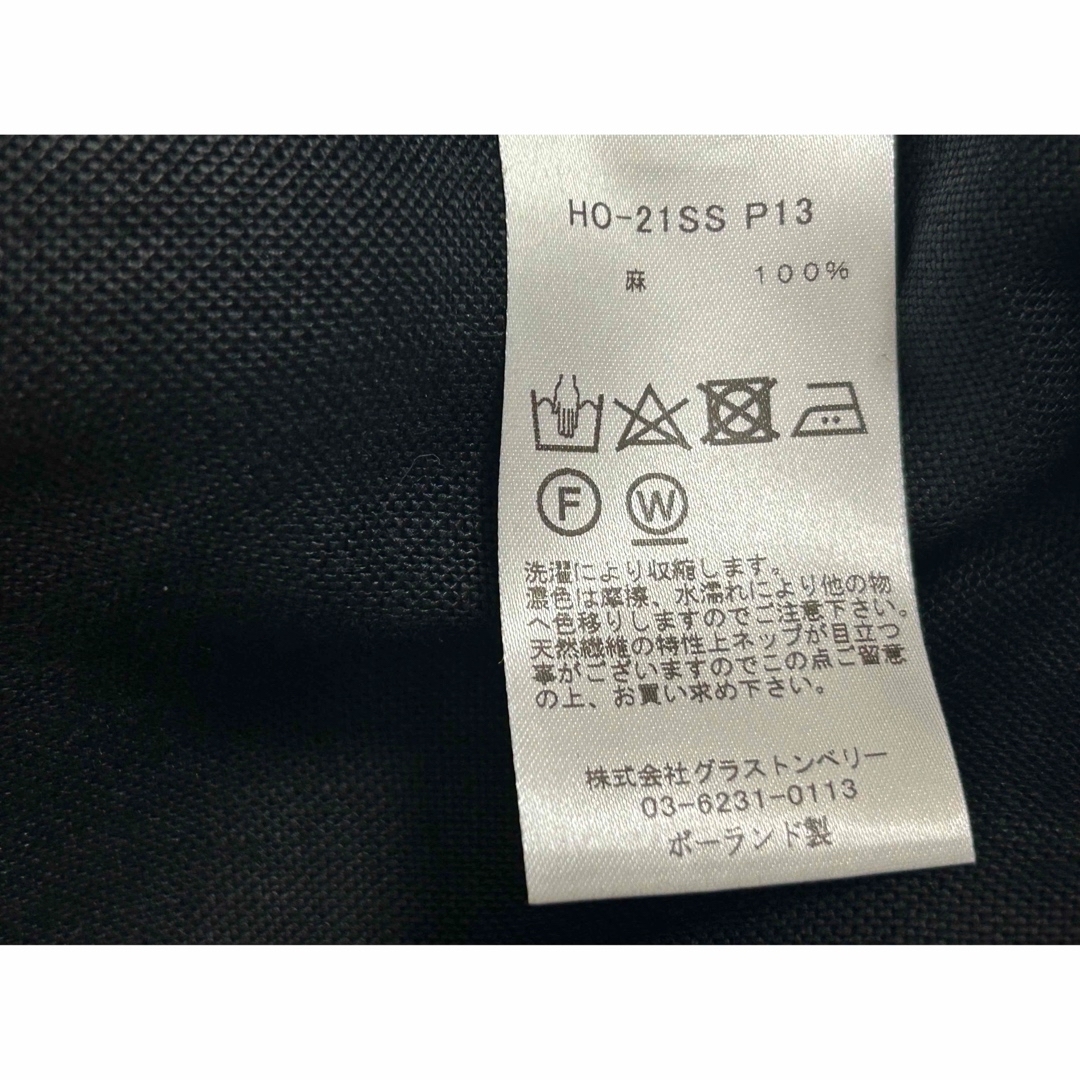 HO-21SS P13
麻 100%
F W
洗濯により収縮します。
濃色は摩擦、水濡れにより他の物
へ色移りしますのでご注意下さい。
天然繊維の特性上ネップが目立つ
事がございますのでこの点ご留意
の上、お買い求め下さい。
株式会社グラストンベリー
03-6231-0113
ポーランド製